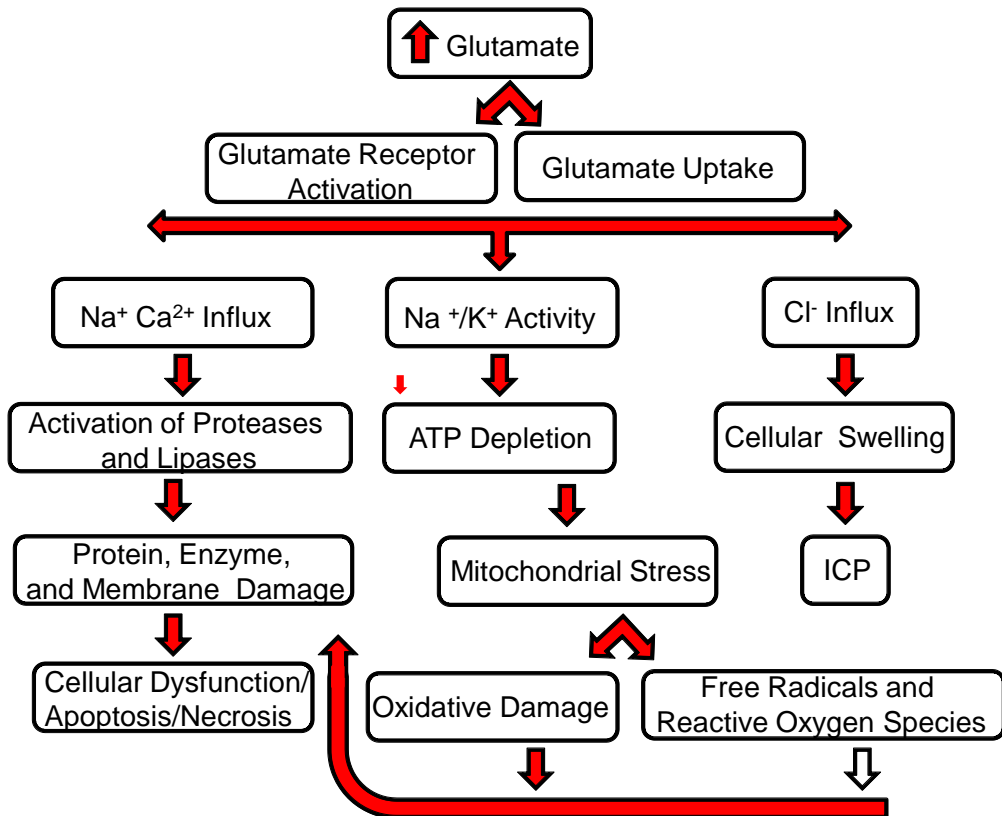 Glutamate
Glutamate Receptor
Activation
Glutamate Uptake
Na⁺ Ca²⁺ Influx
Na ⁺/K⁺ Activity
Cl⁻ Influx
Activation of Proteases
and Lipases
ATP Depletion
Cellular Swelling
Protein, Enzyme,
and Membrane Damage
Mitochondrial Stress
ICP
Cellular Dysfunction/
Apoptosis/Necrosis
Oxidative Damage
Free Radicals and
Reactive Oxygen Species